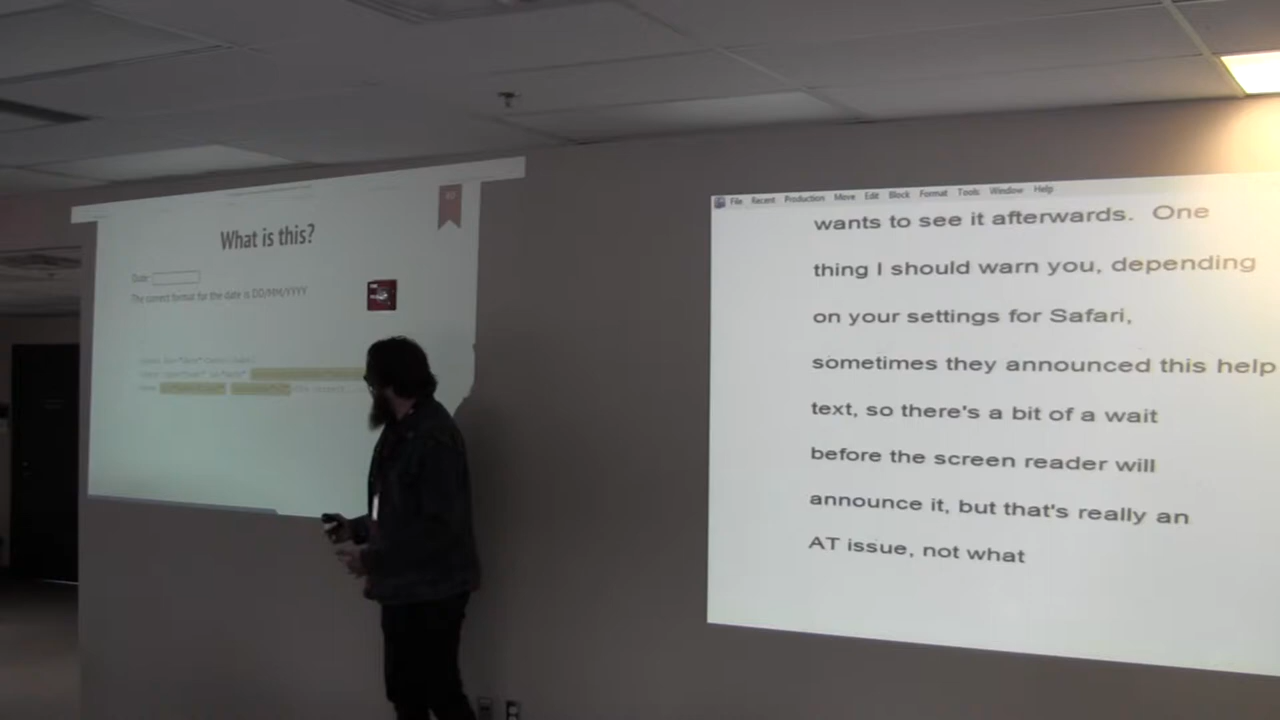 What is this?
Date
The correct format for the date is DD/MM/YYYY
File Recent Production Move Edit Block Format Tools Window Help
wants to see it afterwards. One
thing I should warn you, depending
on your settings for Safari,
sometimes they announced this help
text, so there's a bit of a wait
before the screen reader will
announce it, but that's really an
AT issue, not what